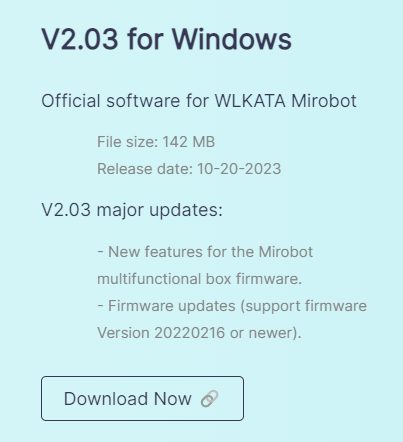 V2.03 for Windows
Official software for WLKATA Mirobot
File size: 142 MB
Release date: 10-20-2023
V2.03 major updates:
- New features for the Mirobot
multifunctional box firmware.
- Firmware updates (support firmware
Version 20220216 or newer).
Download Now